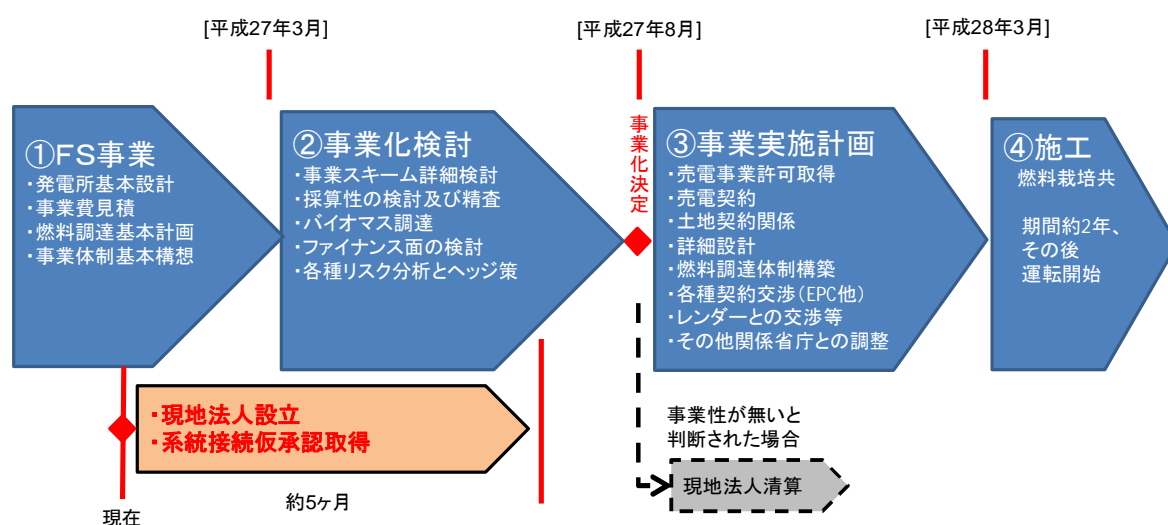 [平成27年3月]
[平成27年8月]
[平成28年3月]
①FS事業
・発電所基本設計
・事業費見積
・燃料調達基本計画
・事業体制基本構想
②事業化検討
・事業スキーム詳細検討
・採算性の検討及び精査
・バイオマス調達
・ファイナンス面の検討
・各種リスク分析とヘッジ策
事業化決定
③事業実施計画
・売電事業許可取得
・売電契約
・土地契約関係
・詳細設計
・燃料調達体制構築
・各種契約交渉(EPC他)
・レンダーとの交渉等
・その他関係省庁との調整
④施工
燃料栽培共
期間約2年、
その後
運転開始
・現地法人設立
・系統接続仮承認取得
約5ヶ月
現在
事業性が無いと
判断された場合
現地法人清算